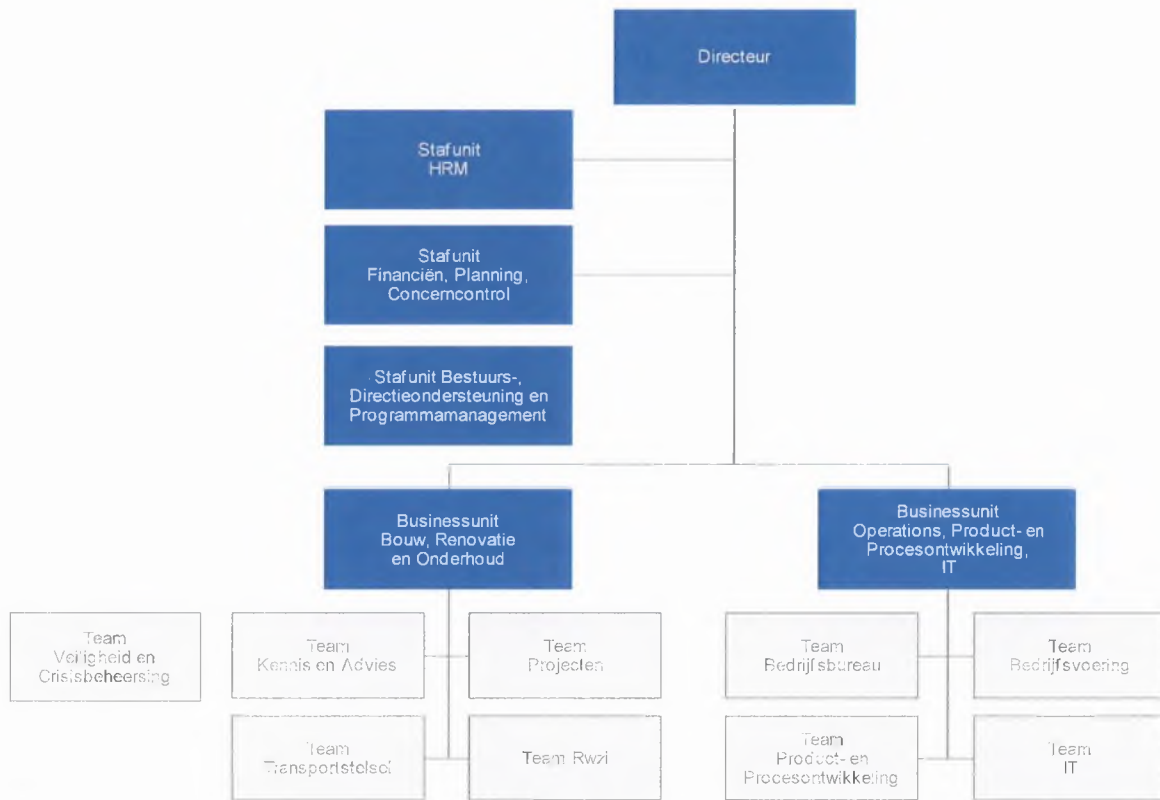 Directeur
Stafunit
HRM
Stafunit
Financiën, Planning,
Concerncontrol
Stafunit Bestuurs-,
Directieondersteuning en
Programmamanagement
Businessunit
Bouw, Renovatie
en Onderhoud
Businessunit
Operations, Product- en
Procesontwikkeling,
IT
Team
Veiligheid en
Crisisbeheersing
Team
Kennis en Advies
Team
Projecten
Team
Bedrijfsbureau
Team
Bedrijfsvoering
Team
Transportstelsel
Team Rwzi
Team
Product- en
Procesontwikkeling
Team
IT